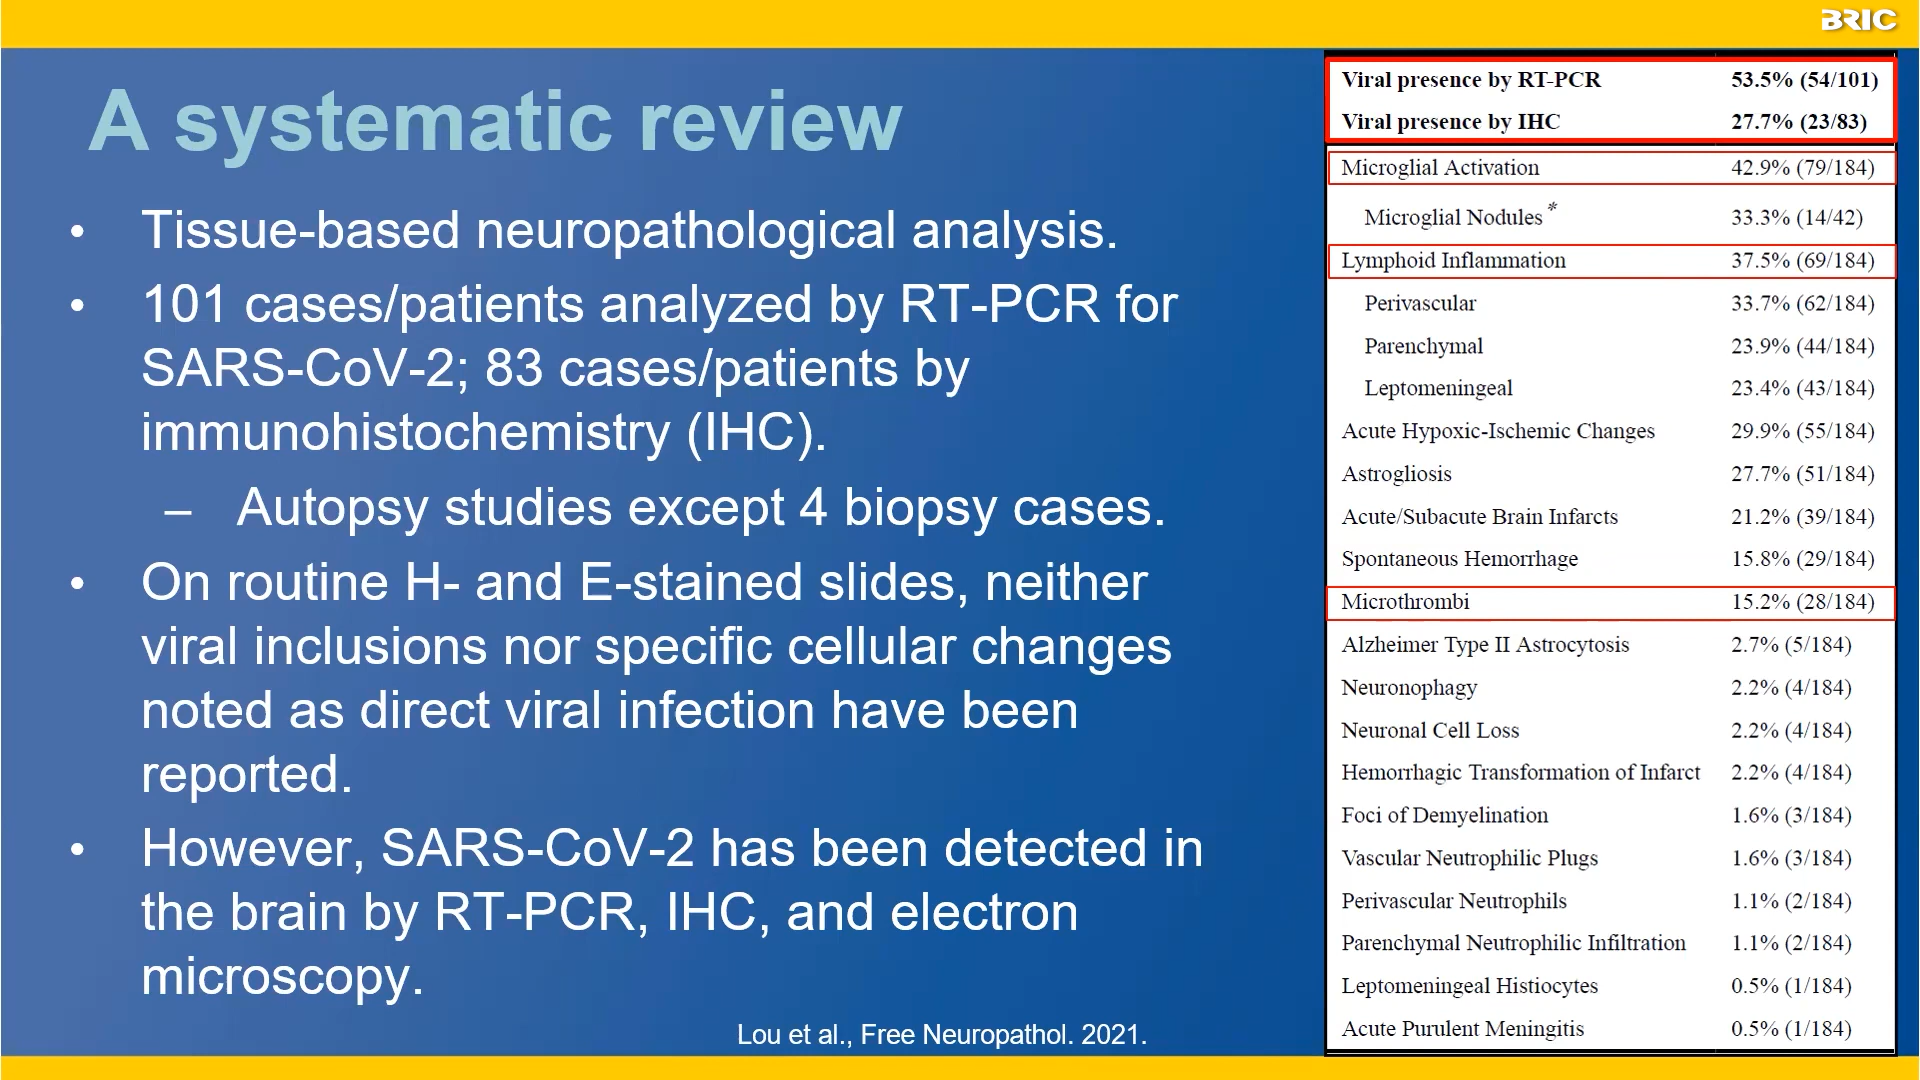 BRIC
A systematic review
• Tissue-based neuropathological analysis.
• 101 cases/patients analyzed by RT-PCR for
SARS-CoV-2; 83 cases/patients by
immunohistochemistry (IHC).
– Autopsy studies except 4 biopsy cases.
• On routine H- and E-stained slides, neither
viral inclusions nor specific cellular changes
noted as direct viral infection have been
reported.
• However, SARS-CoV-2 has been detected in
the brain by RT-PCR, IHC, and electron
microscopy.
Lou et al., Free Neuropathol. 2021.
Viral presence by RT-PCR 53.5% (54/101)
Viral presence by IHC 27.7% (23/83)
Microglial Activation 42.9% (79/184)
Microglial Nodules* 33.3% (14/42)
Lymphoid Inflammation 37.5% (69/184)
Perivascular 33.7% (62/184)
Parenchymal 23.9% (44/184)
Leptomeningeal 23.4% (43/184)
Acute Hypoxic-Ischemic Changes 29.9% (55/184)
Astrogliosis 27.7% (51/184)
Acute/Subacute Brain Infarcts 21.2% (39/184)
Spontaneous Hemorrhage 15.8% (29/184)
Microthrombi 15.2% (28/184)
Alzheimer Type II Astrocytosis 2.7% (5/184)
Neuronophagy 2.2% (4/184)
Neuronal Cell Loss 2.2% (4/184)
Hemorrhagic Transformation of Infarct 2.2% (4/184)
Foci of Demyelination 1.6% (3/184)
Vascular Neutrophilic Plugs 1.6% (3/184)
Perivascular Neutrophils 1.1% (2/184)
Parenchymal Neutrophilic Infiltration 1.1% (2/184)
Leptomeningeal Histiocytes 0.5% (1/184)
Acute Purulent Meningitis 0.5% (1/184)